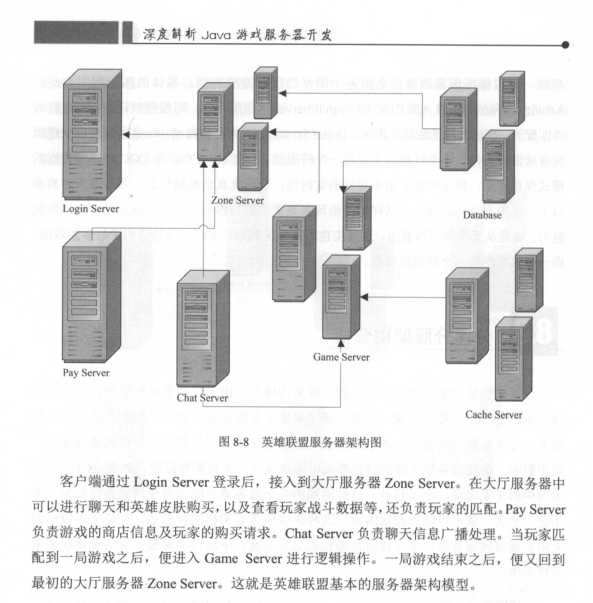 深度解析 Java 游戏服务器开发
Login Server
Zone Server
Database
Pay Server
Chat Server
Game Server
Cache Server
图 8-8 英雄联盟服务器架构图
客户端通过 Login Server 登录后，接入到大厅服务器 Zone Server。在大厅服务器中
可以进行聊天和英雄皮肤购买，以及查看玩家战斗数据等，还负责玩家的匹配。Pay Server
负责游戏的商店信息及玩家的购买请求。Chat Server 负责聊天信息广播处理。当玩家匹
配到一局游戏之后，便进入 Game Server 进行逻辑操作。一局游戏结束之后，便又回到
最初的大厅服务器 Zone Server。这就是英雄联盟基本的服务器架构模型。